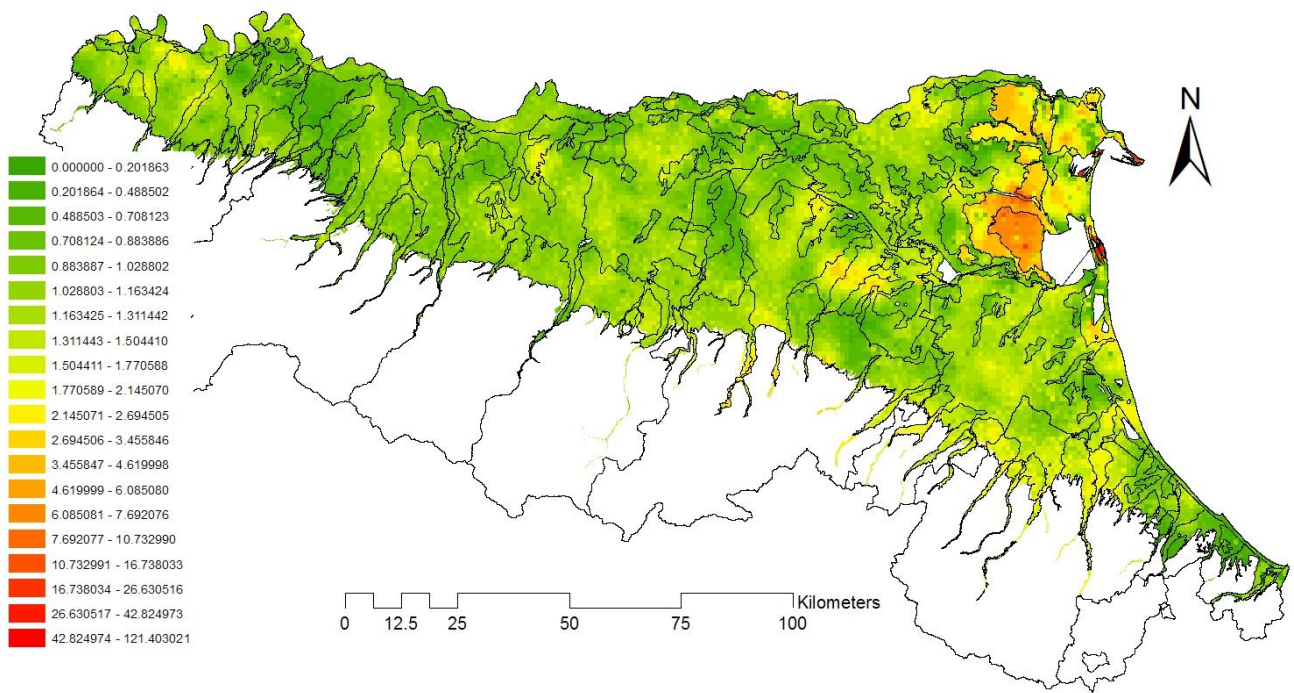 N
0.000000 - 0.201863
0.201864 - 0.488502
0.488503 - 0.708123
0.708124 - 0.883886
0.883887 - 1.028802
1.028803 - 1.163424
1.163425 - 1.311442
1.311443 - 1.504410
1.504411 - 1.770588
1.770589 - 2.145070
2.145071 - 2.694505
2.694506 - 3.455846
3.455847 - 4.619998
4.619999 - 6.085080
6.085081 - 7.692076
7.692077 - 10.732990
10.732991 - 16.738033
16.738034 - 26.630516
26.630517 - 42.824973
42.824974 - 121.403021
Kilometers
0 12.5 25 50 75 100